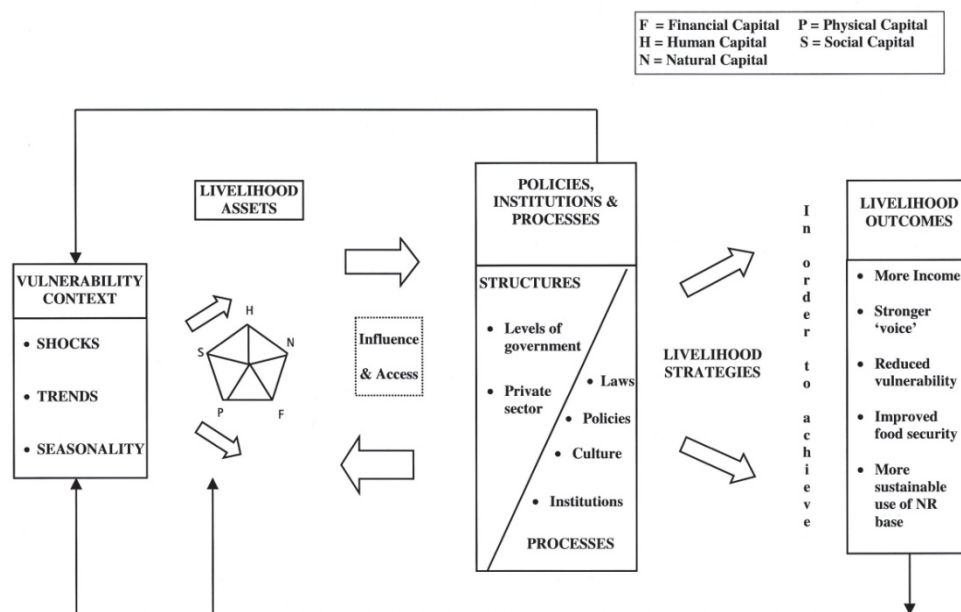 F = Financial Capital P = Physical Capital
H = Human Capital S = Social Capital
N = Natural Capital
LIVELIHOOD
ASSETS
POLICIES,
INSTITUTIONS &
PROCESSES
LIVELIHOOD
OUTCOMES
VULNERABILITY
CONTEXT
• SHOCKS
• TRENDS
• SEASONALITY
H
S
N
P
F
Influence
& Access
STRUCTURES
• Levels of
government
• Private
sector
• Laws
• Policies
• Culture
• Institutions
PROCESSES
LIVELIHOOD
STRATEGIES
In order to achieve
• More Income
• Stronger
‘voice’
• Reduced
vulnerability
• Improved
food security
• More
sustainable
use of NR
base